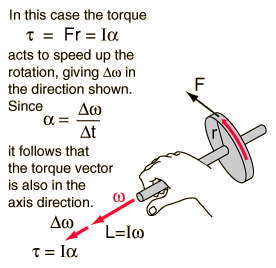 In this case the torque
τ = Fr = Iα
acts to speed up the
rotation, giving Δω in
the direction shown.
Since
α = Δω
Δt
it follows that
the torque vector
is also in the
axis direction.
F
r
ω
Δω
L=Iω
τ = Iα